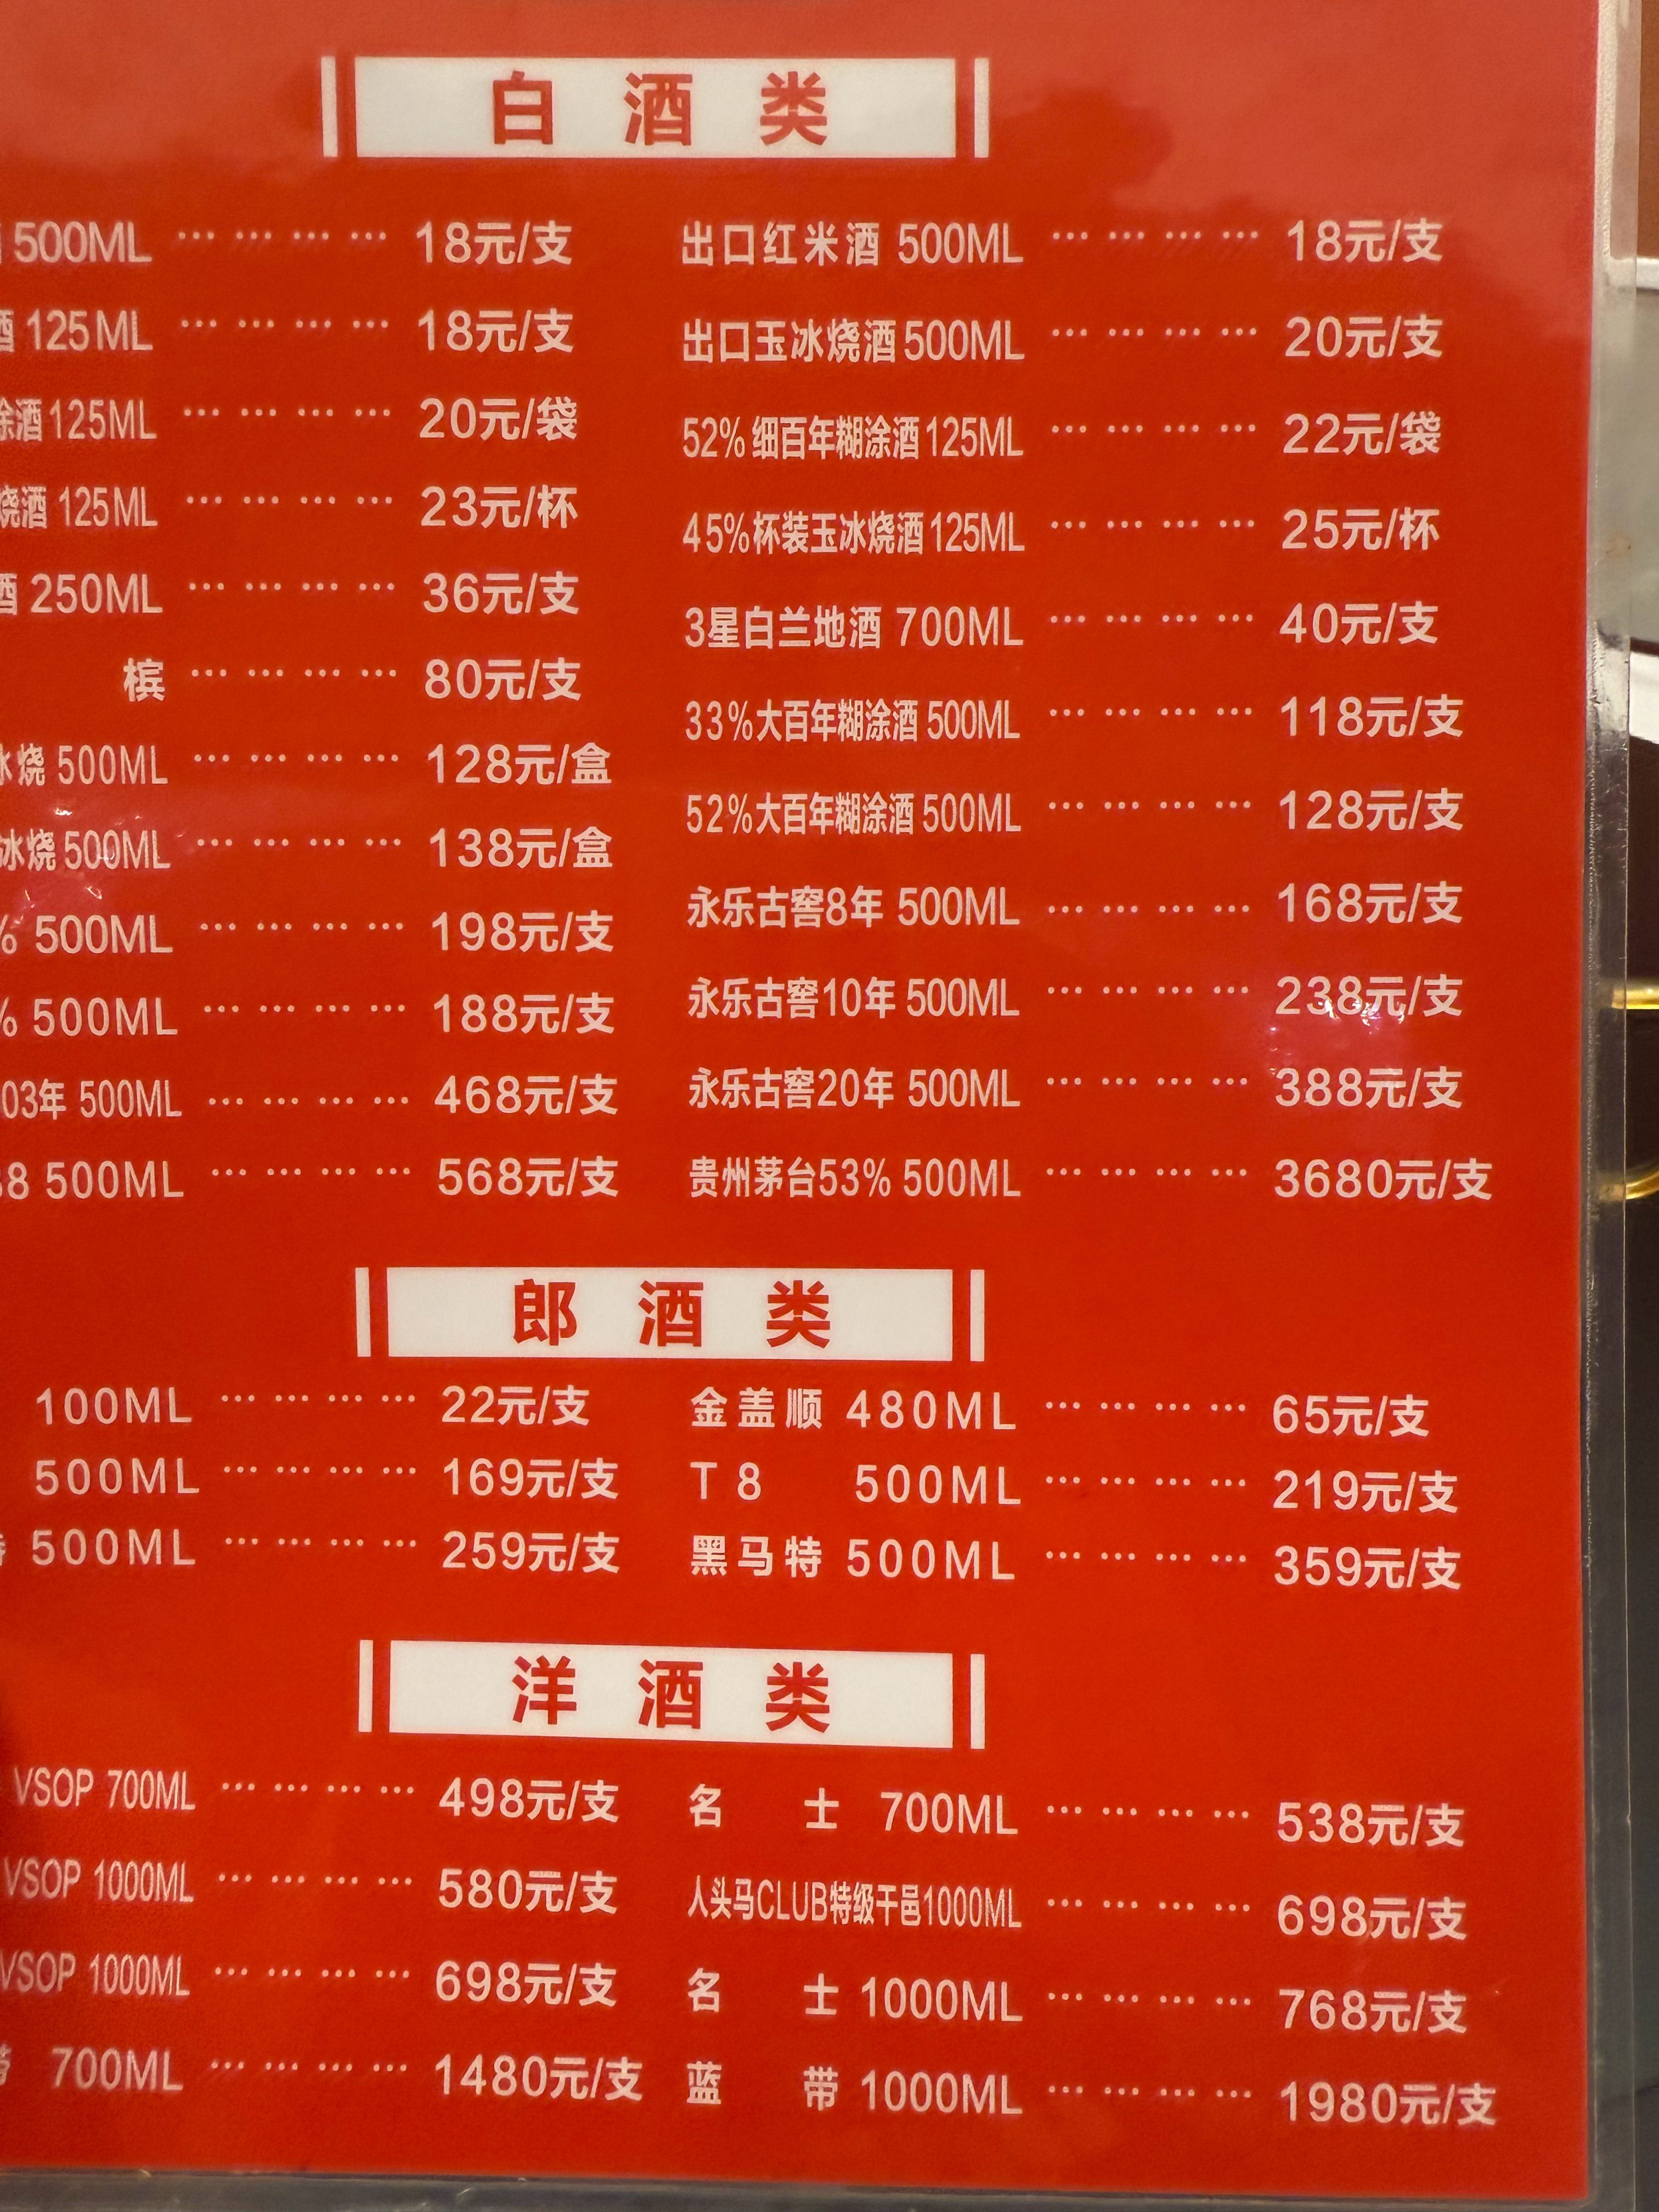 白酒类
500ML … … … … 18元/支 出口红米酒 500ML … … … … 18元/支
酒 125ML … … … … 18元/支 出口玉冰烧酒 500ML … … … … 20元/支
涂酒 125ML … … … … 20元/袋 52% 细百年糊涂酒 125ML … … … … 22元/袋
烧酒 125ML … … … … 23元/杯 45%杯装玉冰烧酒 125ML … … … … 25元/杯
酒 250ML … … … … 36元/支 3星白兰地酒 700ML … … … … 40元/支
槟 … … … … 80元/支 33%大百年糊涂酒 500ML … … … … 118元/支
冰烧 500ML … … … … 128元/盒 52%大百年糊涂酒 500ML … … … … 128元/支
冰烧 500ML … … … … 138元/盒 永乐古窖8年 500ML … … … … 168元/支
% 500ML … … … … 198元/支 永乐古窖10年 500ML … … … … 238元/支
% 500ML … … … … 188元/支 永乐古窖20年 500ML … … … … 388元/支
03年 500ML … … … … 468元/支 贵州茅台53% 500ML … … … … 3680元/支
8 500ML … … … … 568元/支
郎酒类
100ML … … … … 22元/支 金盖顺 480ML … … … … 65元/支
500ML … … … … 169元/支 T8 500ML … … … … 219元/支
特 500ML … … … … 259元/支 黑马特 500ML … … … … 359元/支
洋酒类
VSOP 700ML … … … … 498元/支 名士 700ML … … … … 538元/支
VSOP 1000ML … … … … 580元/支 人头马CLUB特级干邑1000ML … … … … 698元/支
VSOP 1000ML … … … … 698元/支 名士 1000ML … … … … 768元/支
带 700ML … … … … 1480元/支 蓝带 1000ML … … … … 1980元/支